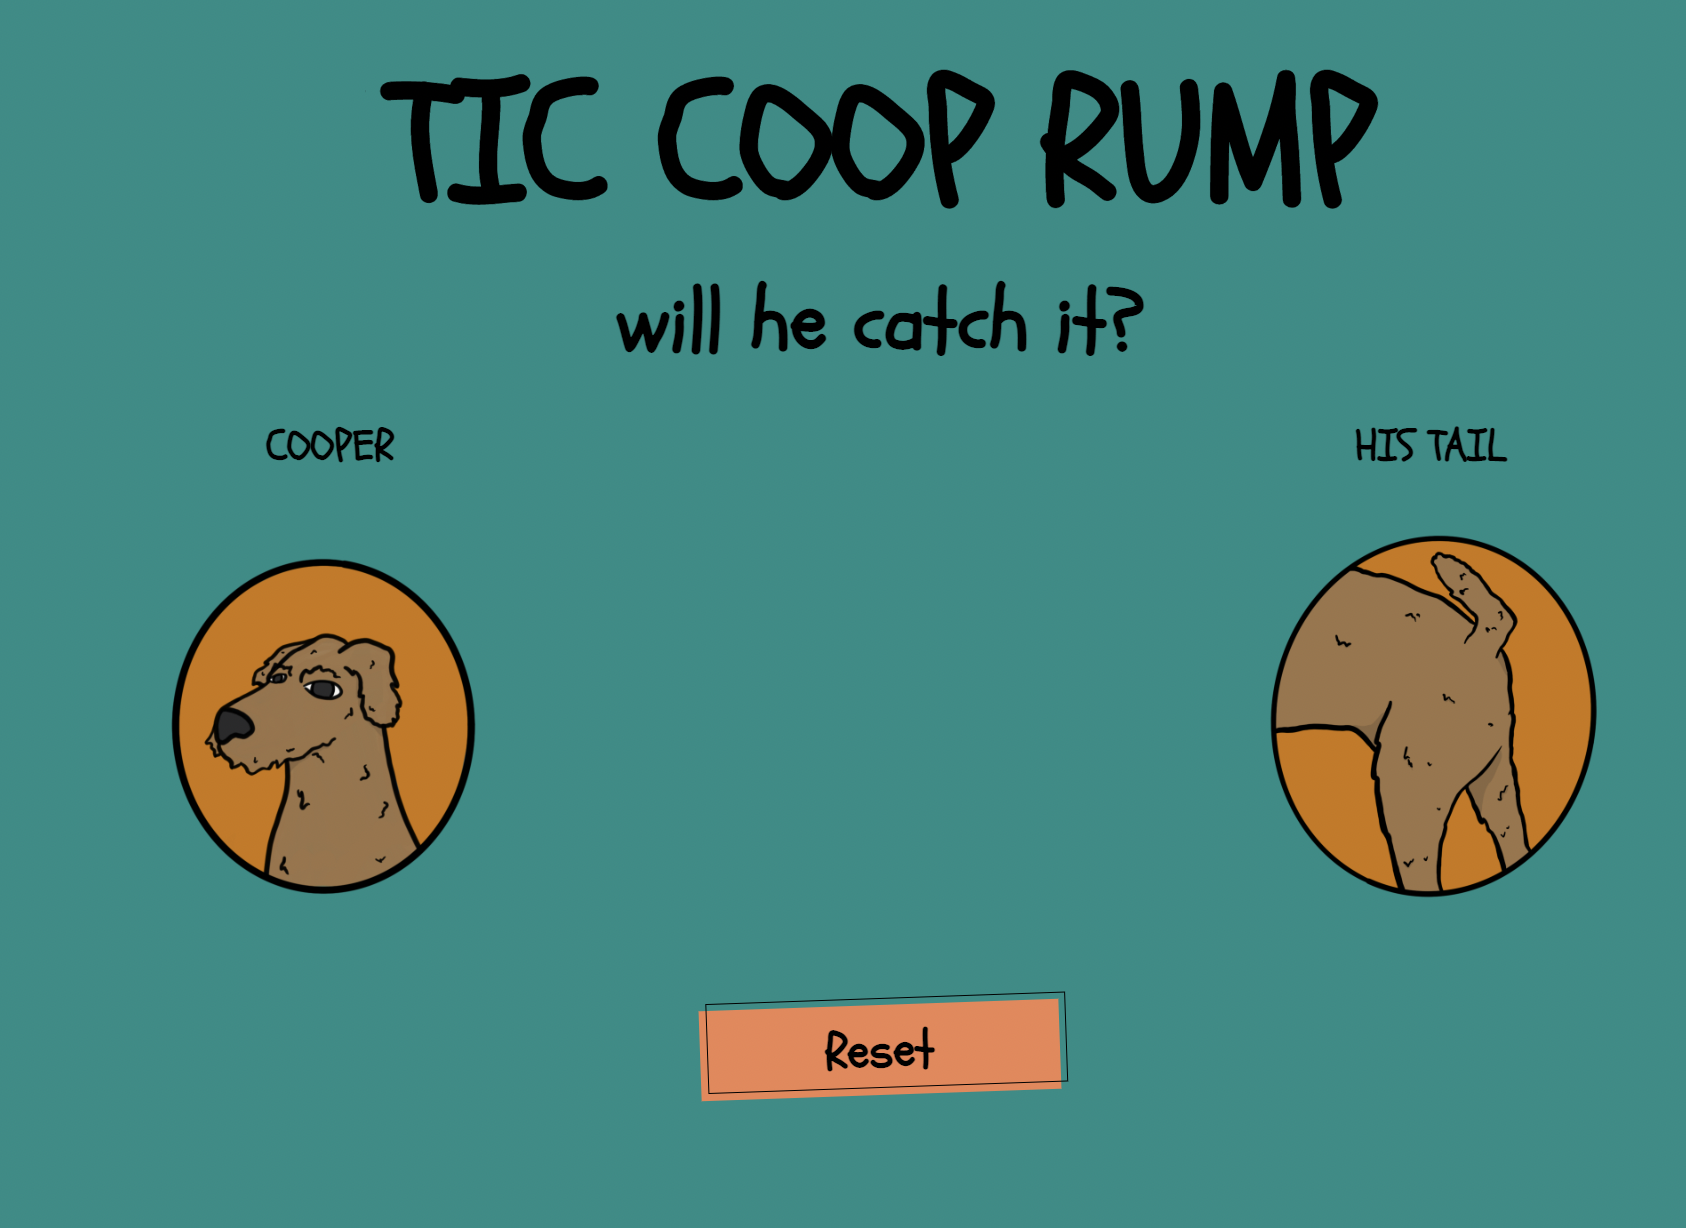 TIC COOP RUMP
will he catch it?
COOPER
HIS TAIL
Reset